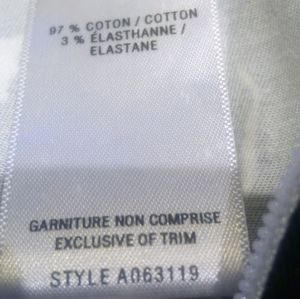 97 % COTON / COTTON
3 % ÉLASTHANNE /
ELASTANE
GARNITURE NON COMPRISE
EXCLUSIVE OF TRIM
STYLE A063119